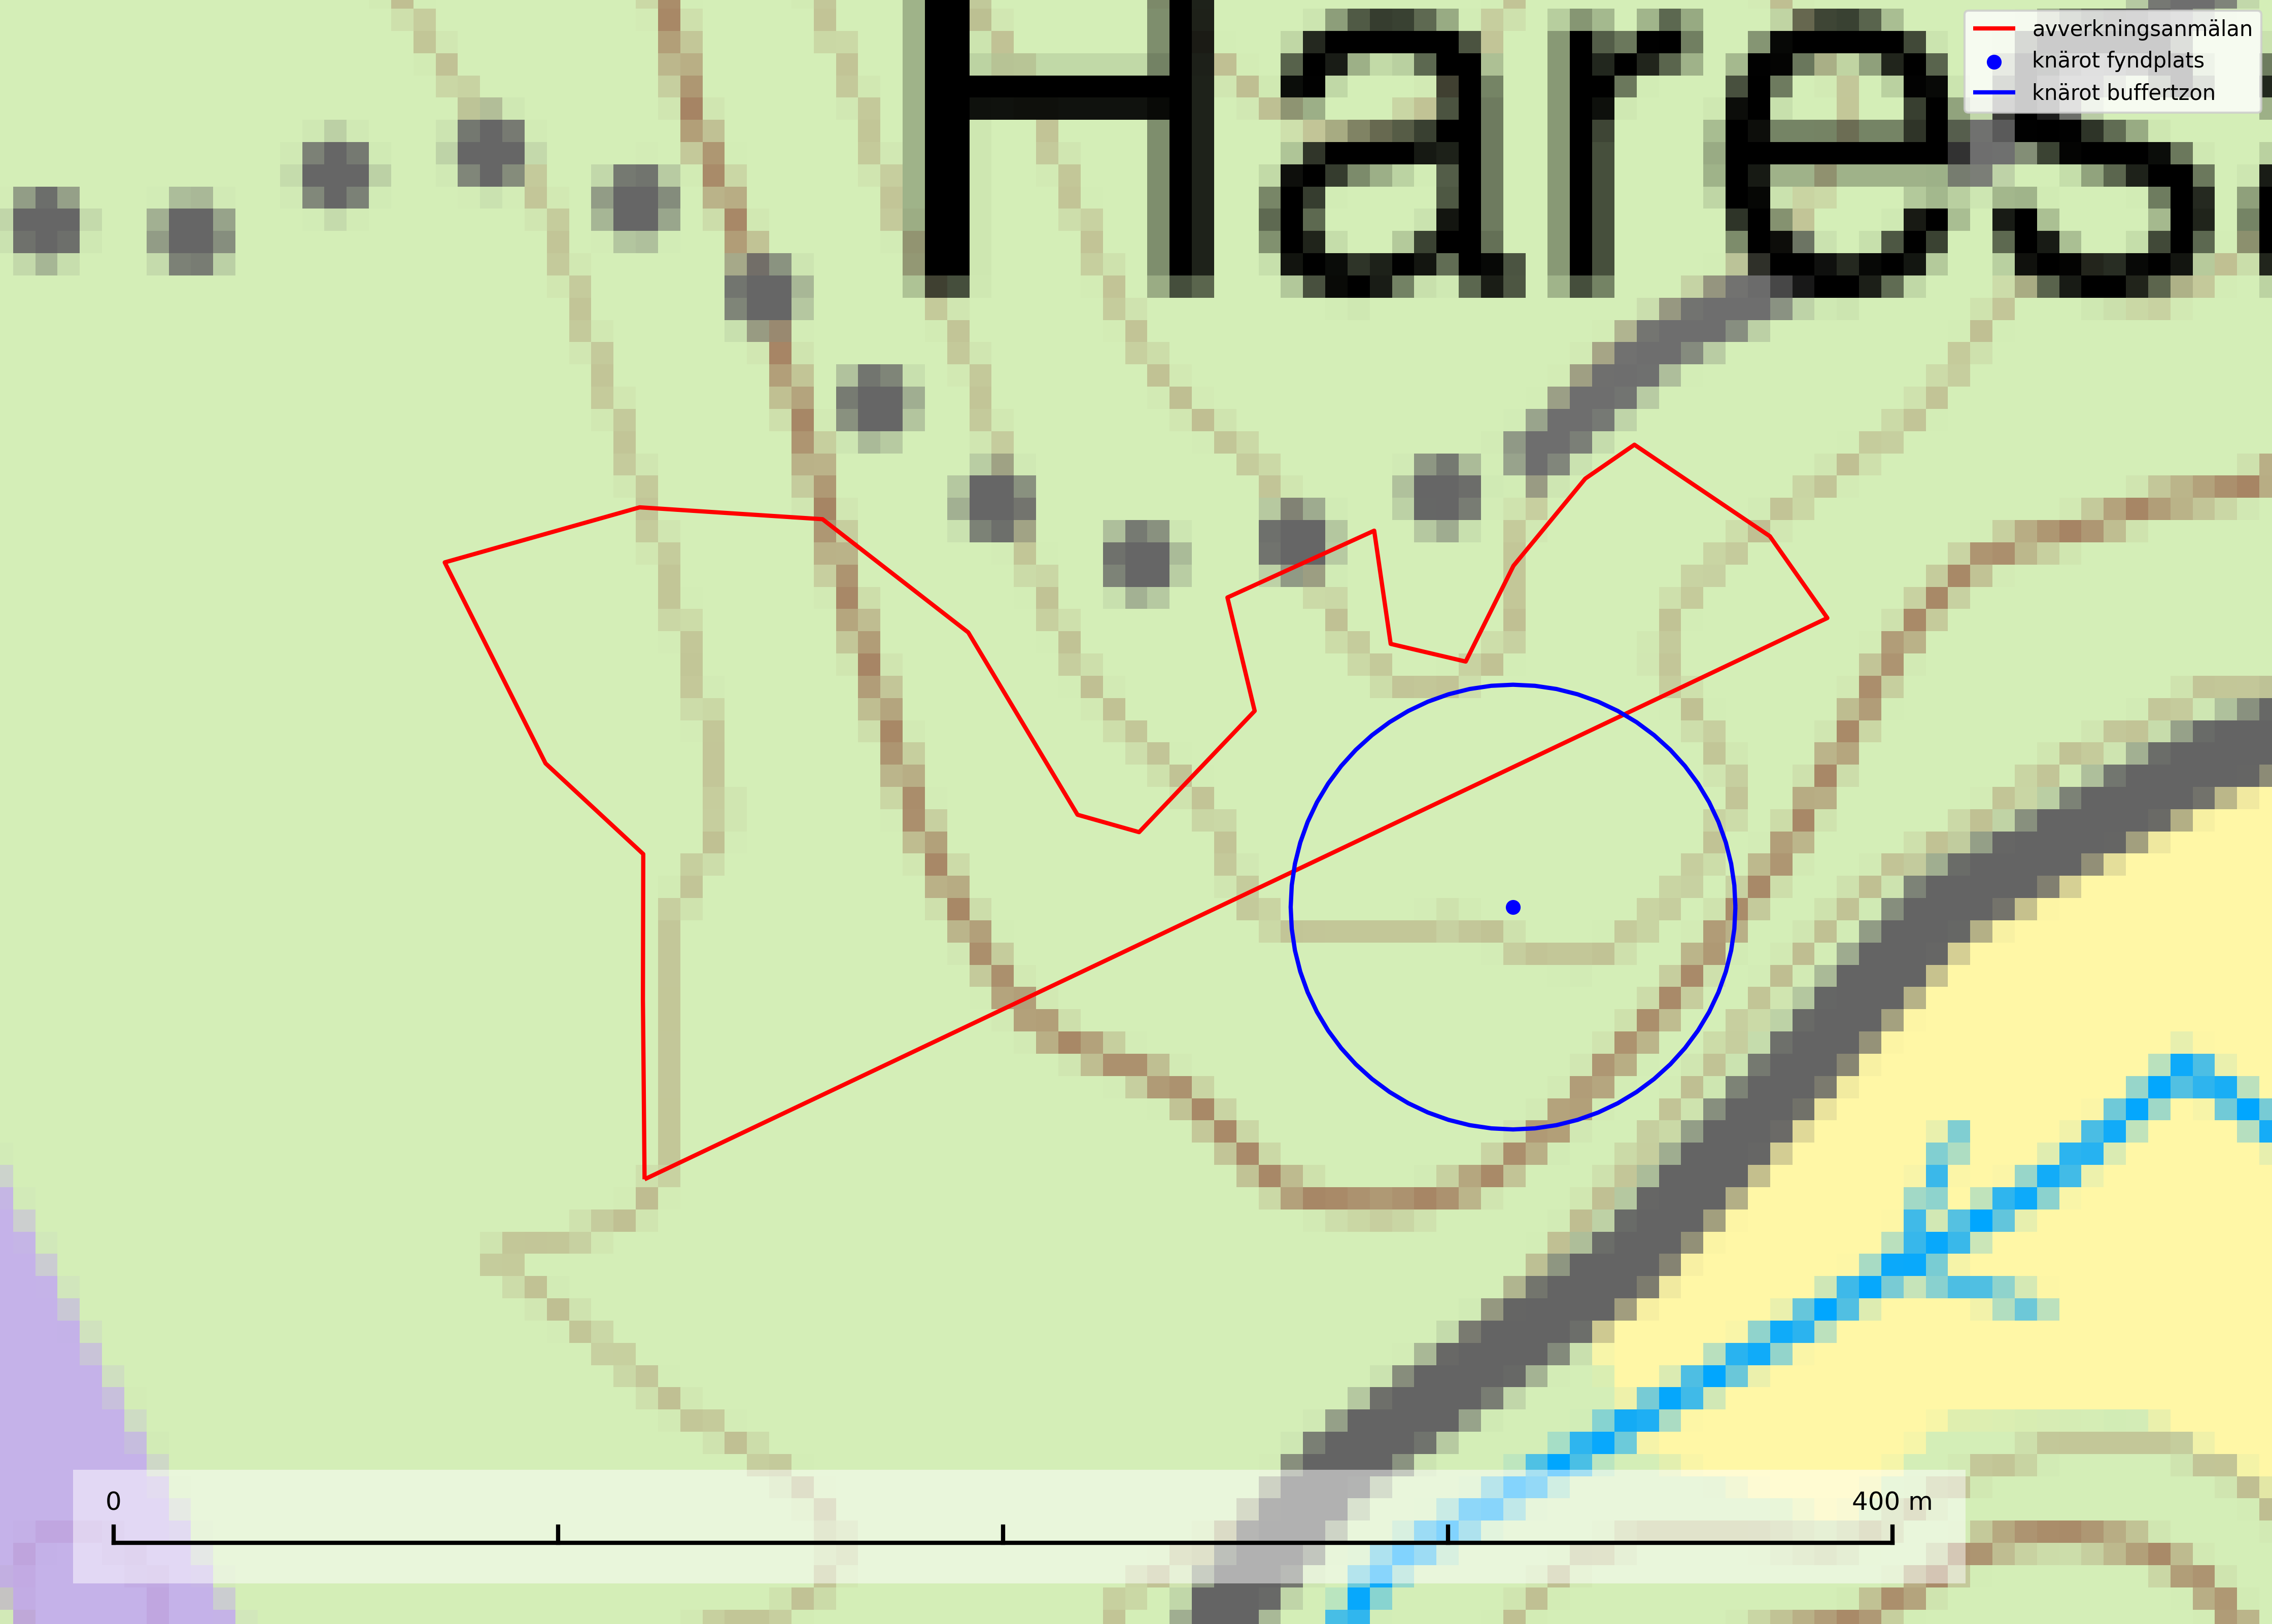 Hares
avverkningsanmälan
knärot fyndplats
knärot buffertzon
0
400 m